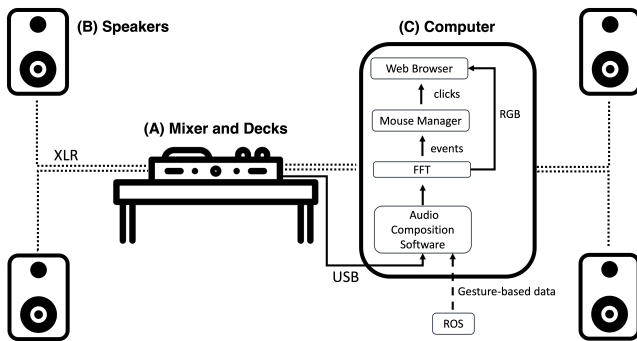 (B) Speakers
(C) Computer
Web Browser
clicks
RGB
Mouse Manager
(A) Mixer and Decks
events
XLR
FFT
Audio
Composition
Software
USB
Gesture-based data
ROS